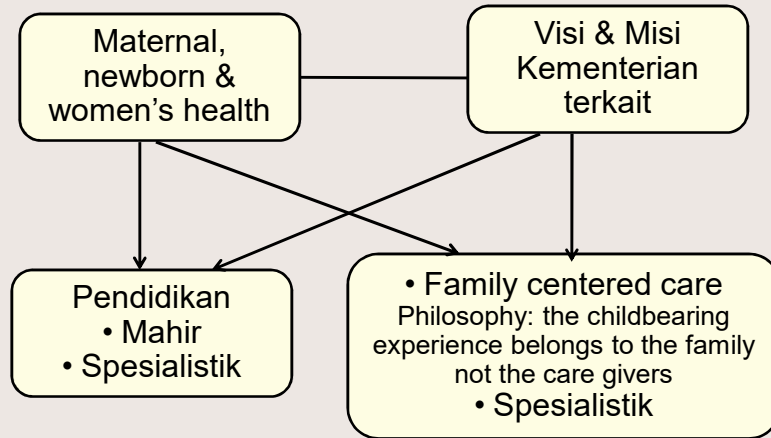 Maternal,
newborn &
women's health
Visi & Misi
Kementerian
terkait
Pendidikan
• Mahir
• Spesialistik
• Family centered care
Philosophy: the childbearing
experience belongs to the family
not the care givers
• Spesialistik